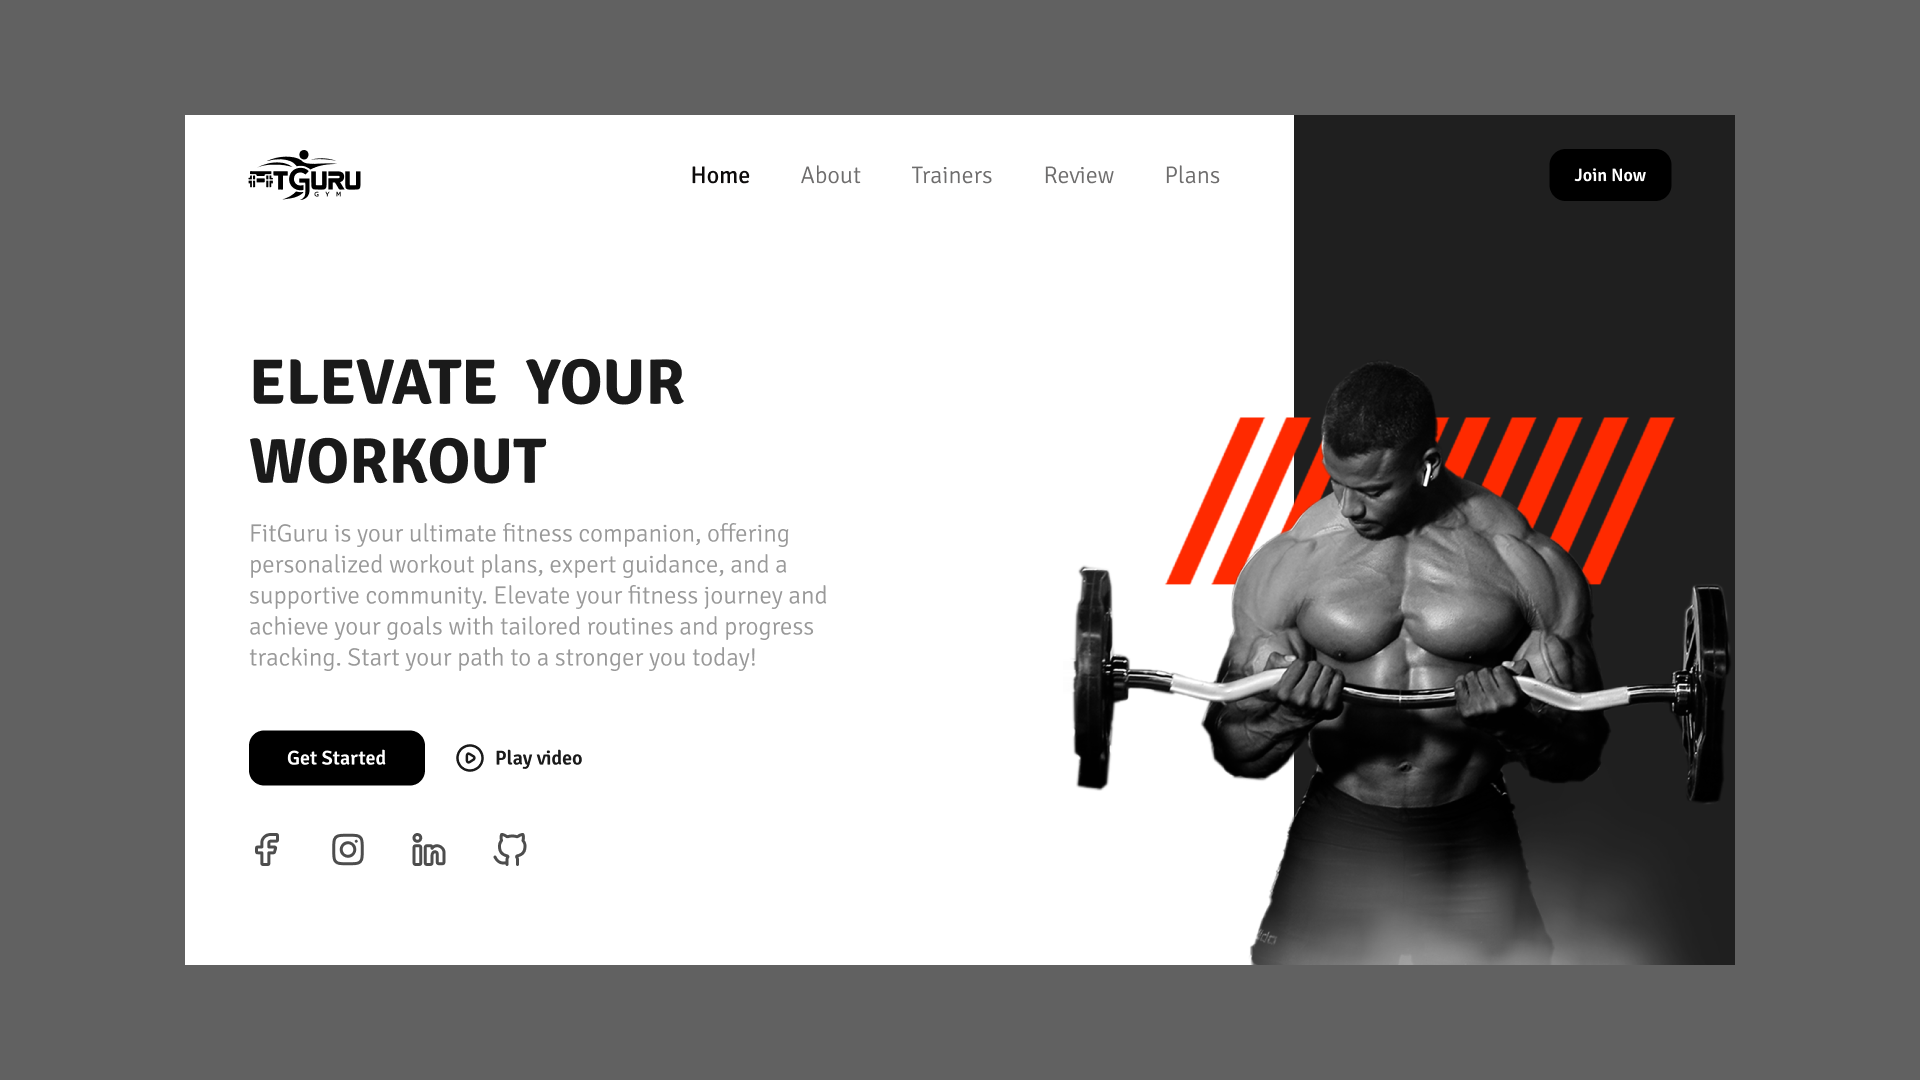 FITGURU
GYM
Home About Trainers Review Plans
Join Now
ELEVATE YOUR
WORKOUT
FitGuru is your ultimate fitness companion, offering
personalized workout plans, expert guidance, and a
supportive community. Elevate your fitness journey and
achieve your goals with tailored routines and progress
tracking. Start your path to a stronger you today!
Get Started
Play video